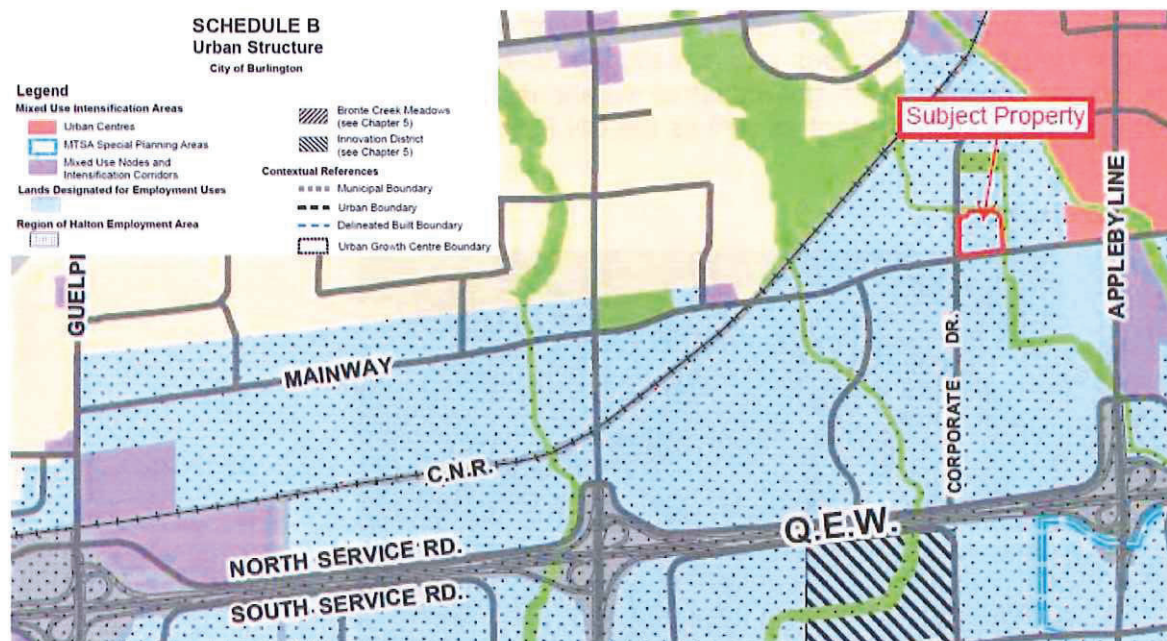 SCHEDULE B
Urban Structure
City of Burlington
Legend
Mixed Use Intensification Areas
Urban Centres
MTSA Special Planning Areas
Mixed Use Nodes and
Intensification Corridors
Lands Designated for Employment Uses
Region of Halton Employment Area
Bronte Creek Meadows
(see Chapter 5)
Innovation District
(see Chapter 5)
Contextual References
Municipal Boundary
Urban Boundary
Delineated Built Boundary
Urban Growth Centre Boundary
Subject Property
GUELPI
MAINWAY
C.N.R.
CORPORATE DR.
APPLEBY LINE
Q.E.W.
NORTH SERVICE RD.
SOUTH SERVICE RD.